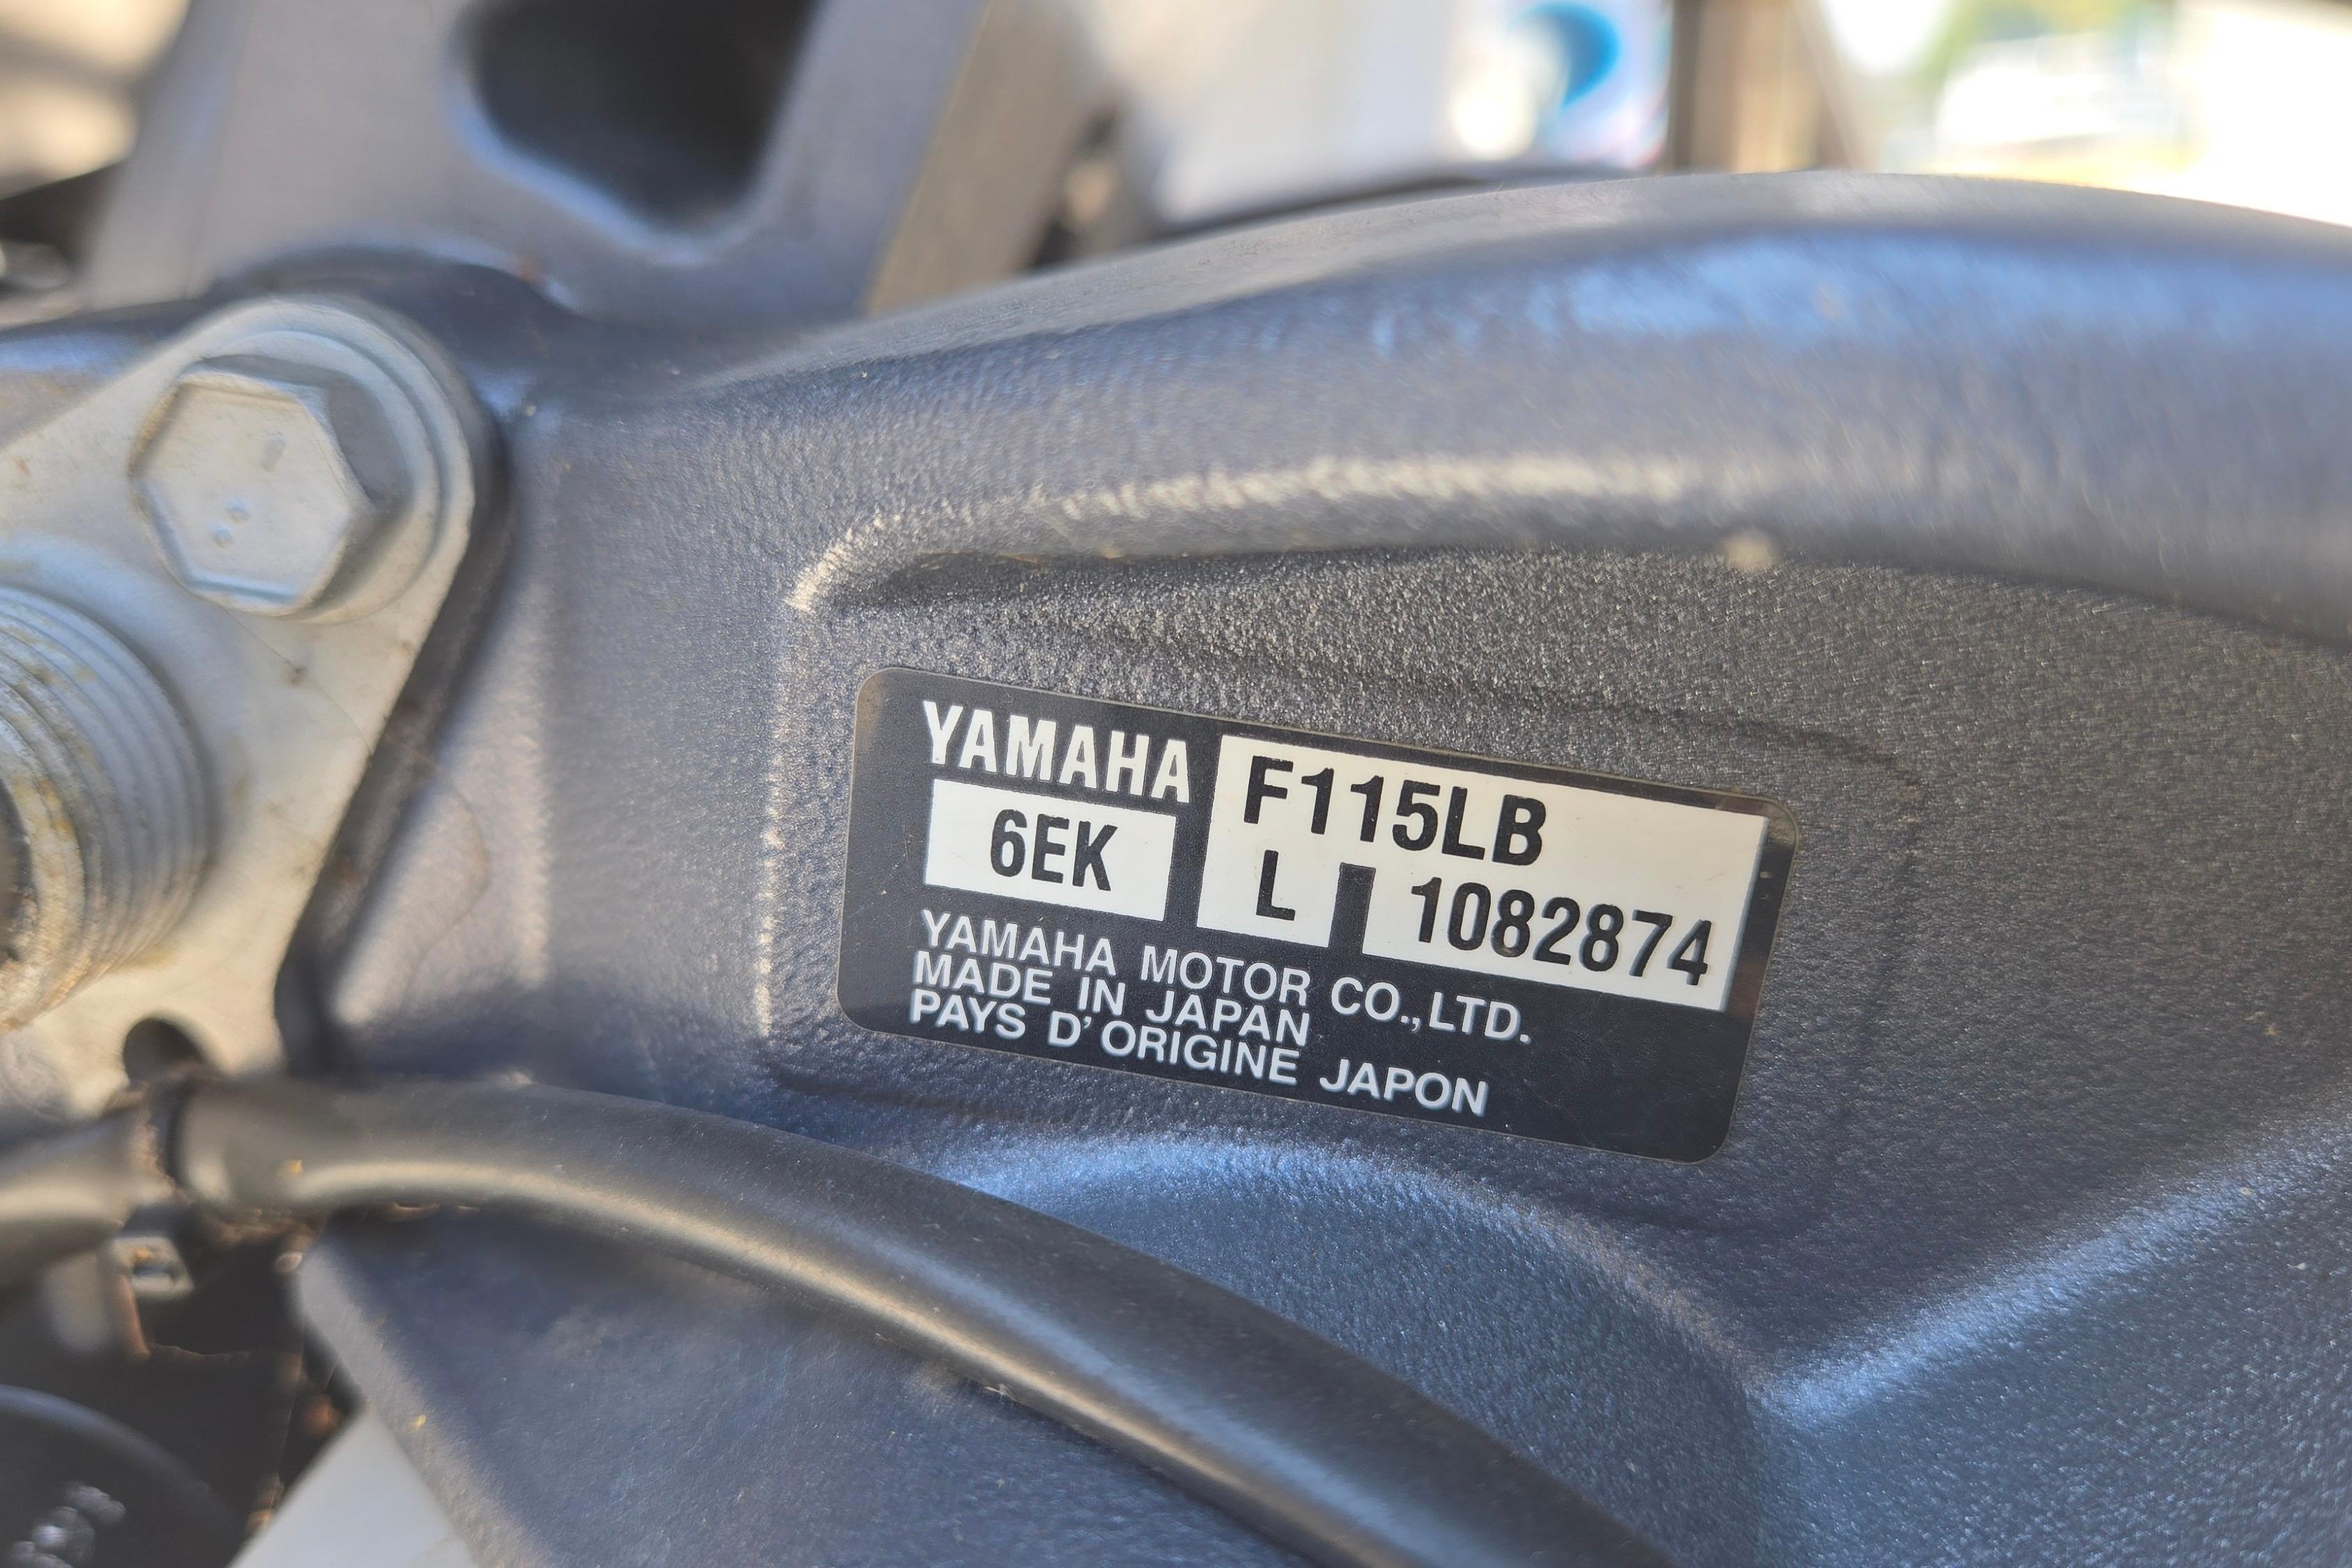 YAMAHA
F115LB
6EK
L 1082874
YAMAHA MOTOR CO.,LTD.
MADE IN JAPAN
PAYS D'ORIGINE JAPON